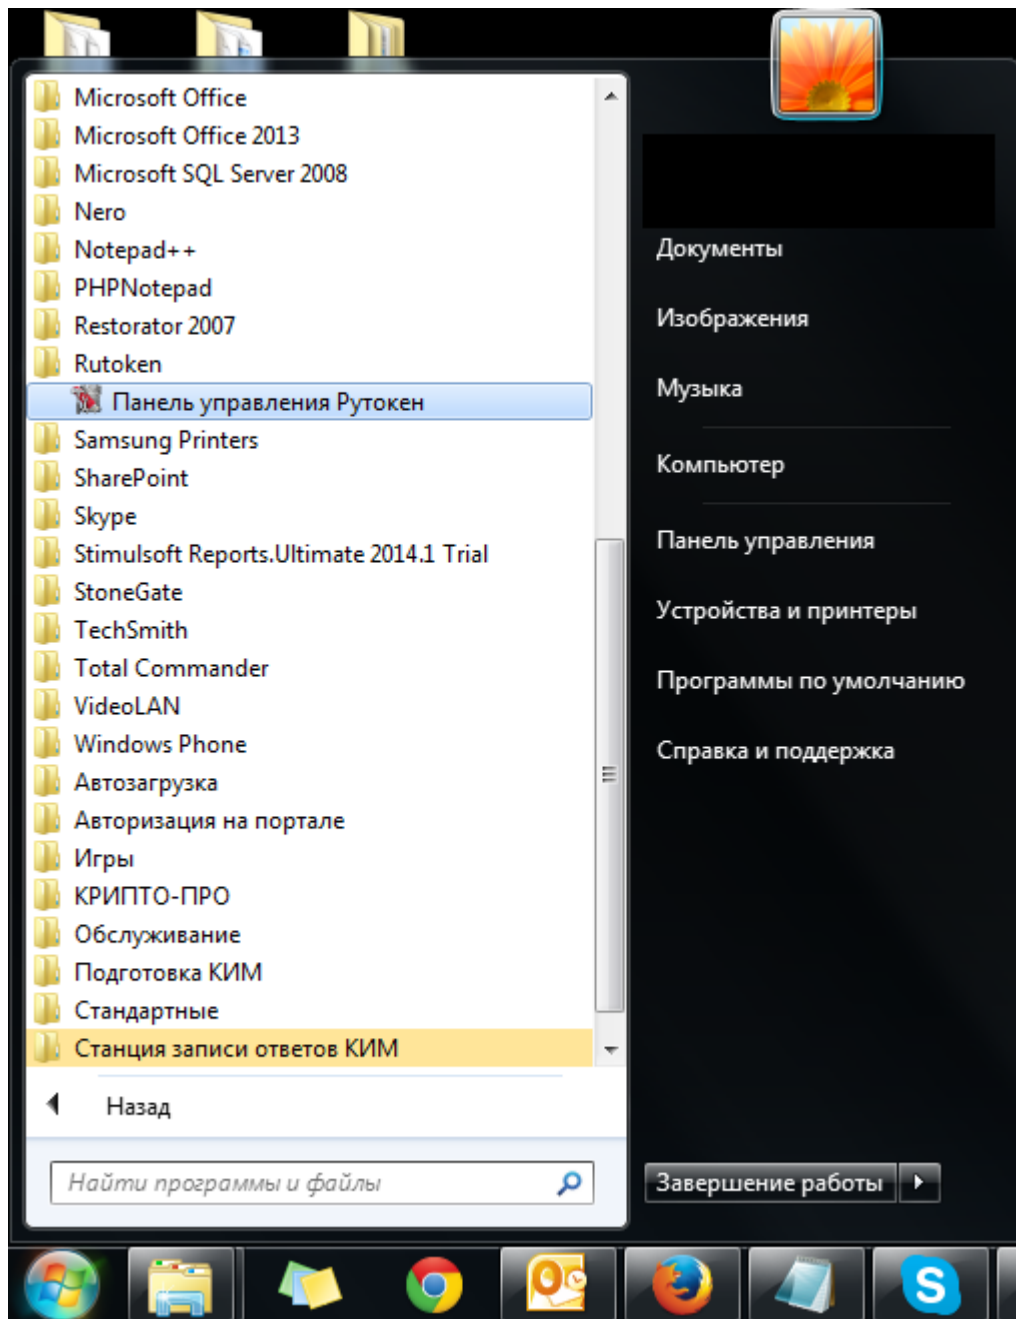 Microsoft Office
Microsoft Office 2013
Microsoft SQL Server 2008
Nero
Notepad++
PHPNotepad
Restorator 2007
Rutoken
Панель управления Рутокен
Samsung Printers
SharePoint
Skype
Stimulsoft Reports.Ultimate 2014.1 Trial
StoneGate
TechSmith
Total Commander
VideoLAN
Windows Phone
Автозагрузка
Авторизация на портале
Игры
КРИПТО-ПРО
Обслуживание
Подготовка КИМ
Стандартные
Станция записи ответов КИМ
Назад
Найти программы и файлы
Документы
Изображения
Музыка
Компьютер
Панель управления
Устройства и принтеры
Программы по умолчанию
Справка и поддержка
Завершение работы